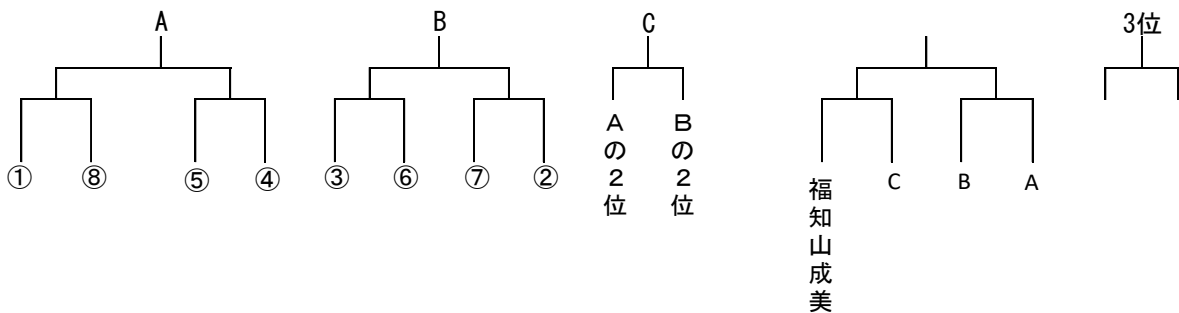 A B C 3位
① ⑧ ⑤ ④ ③ ⑥ ⑦ ② Aの2位 Bの2位 福知山成美 C B A